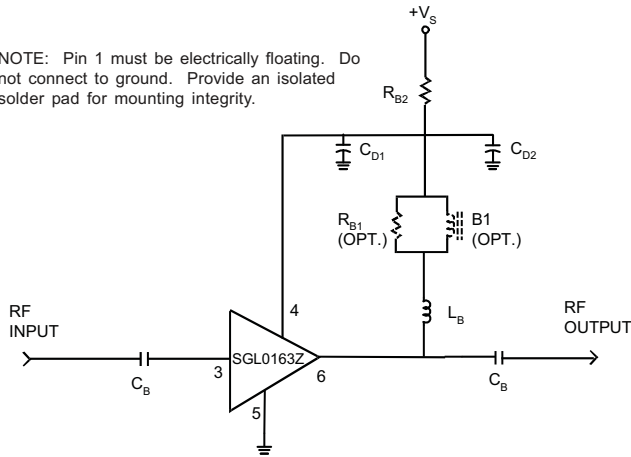 +VS
NOTE: Pin 1 must be electrically floating. Do
not connect to ground. Provide an isolated
solder pad for mounting integrity.
RB2
CD1
CD2
RB1
(OPT.)
B1
(OPT.)
4
LB
RF
INPUT
RF
OUTPUT
SGL0163Z
3
6
CB
CB
5